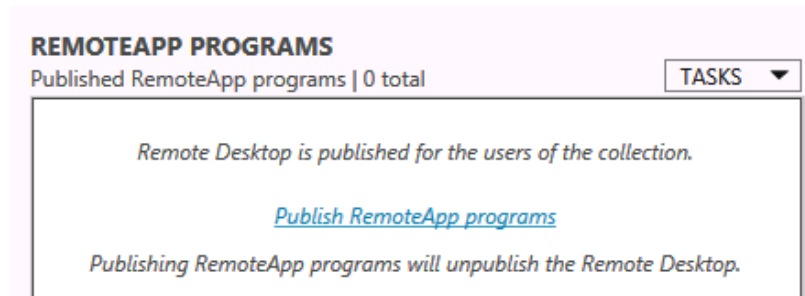 REMOTEAPP PROGRAMS
Published RemoteApp programs | 0 total
TASKS
Remote Desktop is published for the users of the collection.
Publish RemoteApp programs
Publishing RemoteApp programs will unpublish the Remote Desktop.